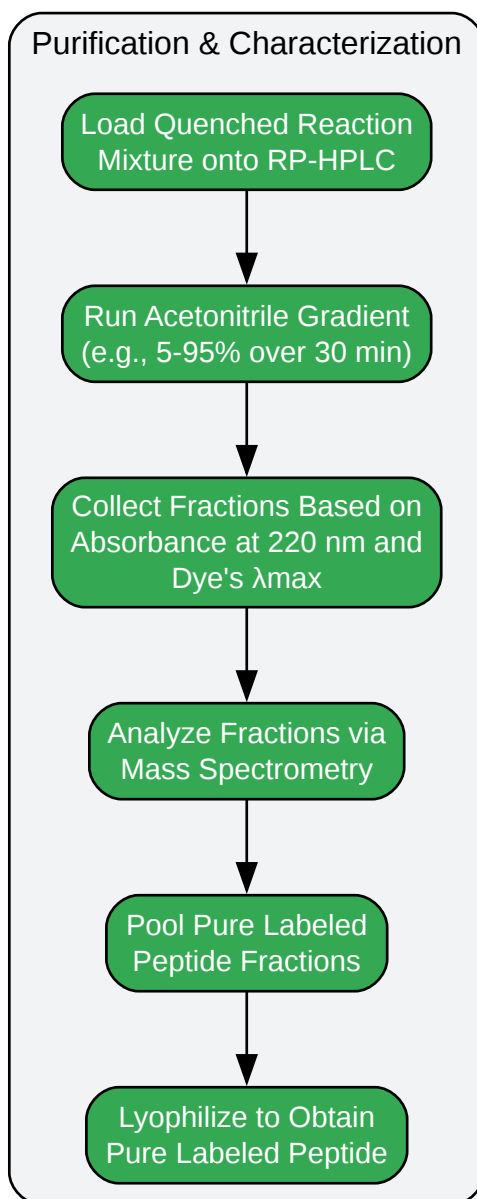 Purification & Characterization
Load Quenched Reaction
Mixture onto RP-HPLC
Run Acetonitrile Gradient
(e.g., 5-95% over 30 min)
Collect Fractions Based on
Absorbance at 220 nm and
Dye's λmax
Analyze Fractions via
Mass Spectrometry
Pool Pure Labeled
Peptide Fractions
Lyophilize to Obtain
Pure Labeled Peptide